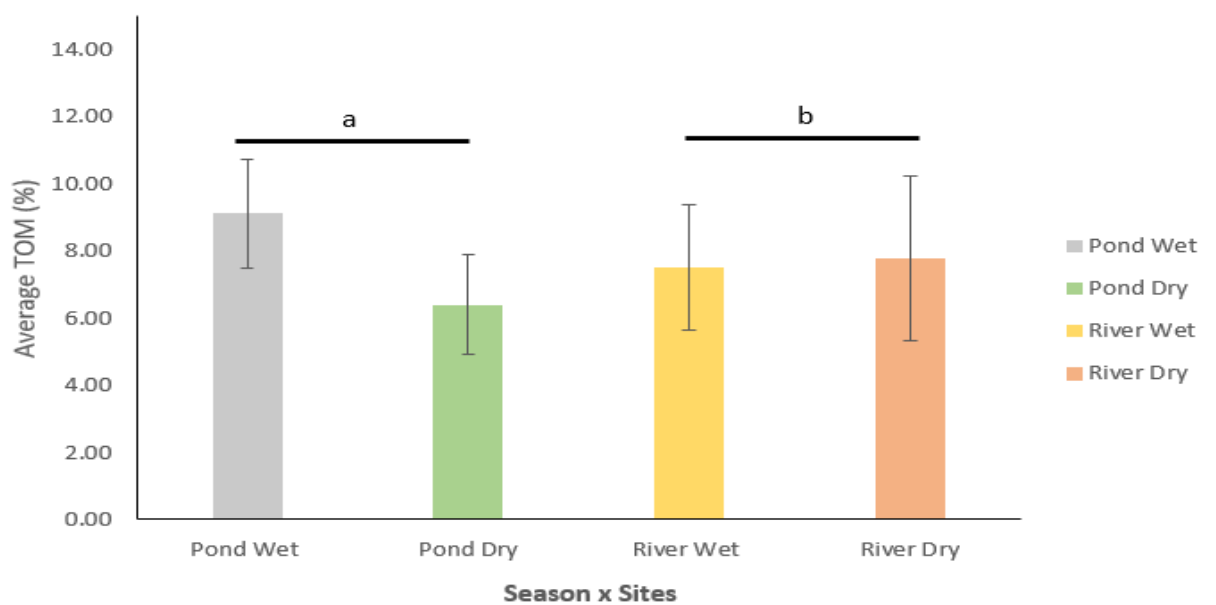 14.00
12.00
10.00
8.00
6.00
4.00
2.00
0.00
Average TOM (%)
a
b
Pond Wet
Pond Dry
River Wet
River Dry
Pond Wet Pond Dry River Wet River Dry
Season x Sites